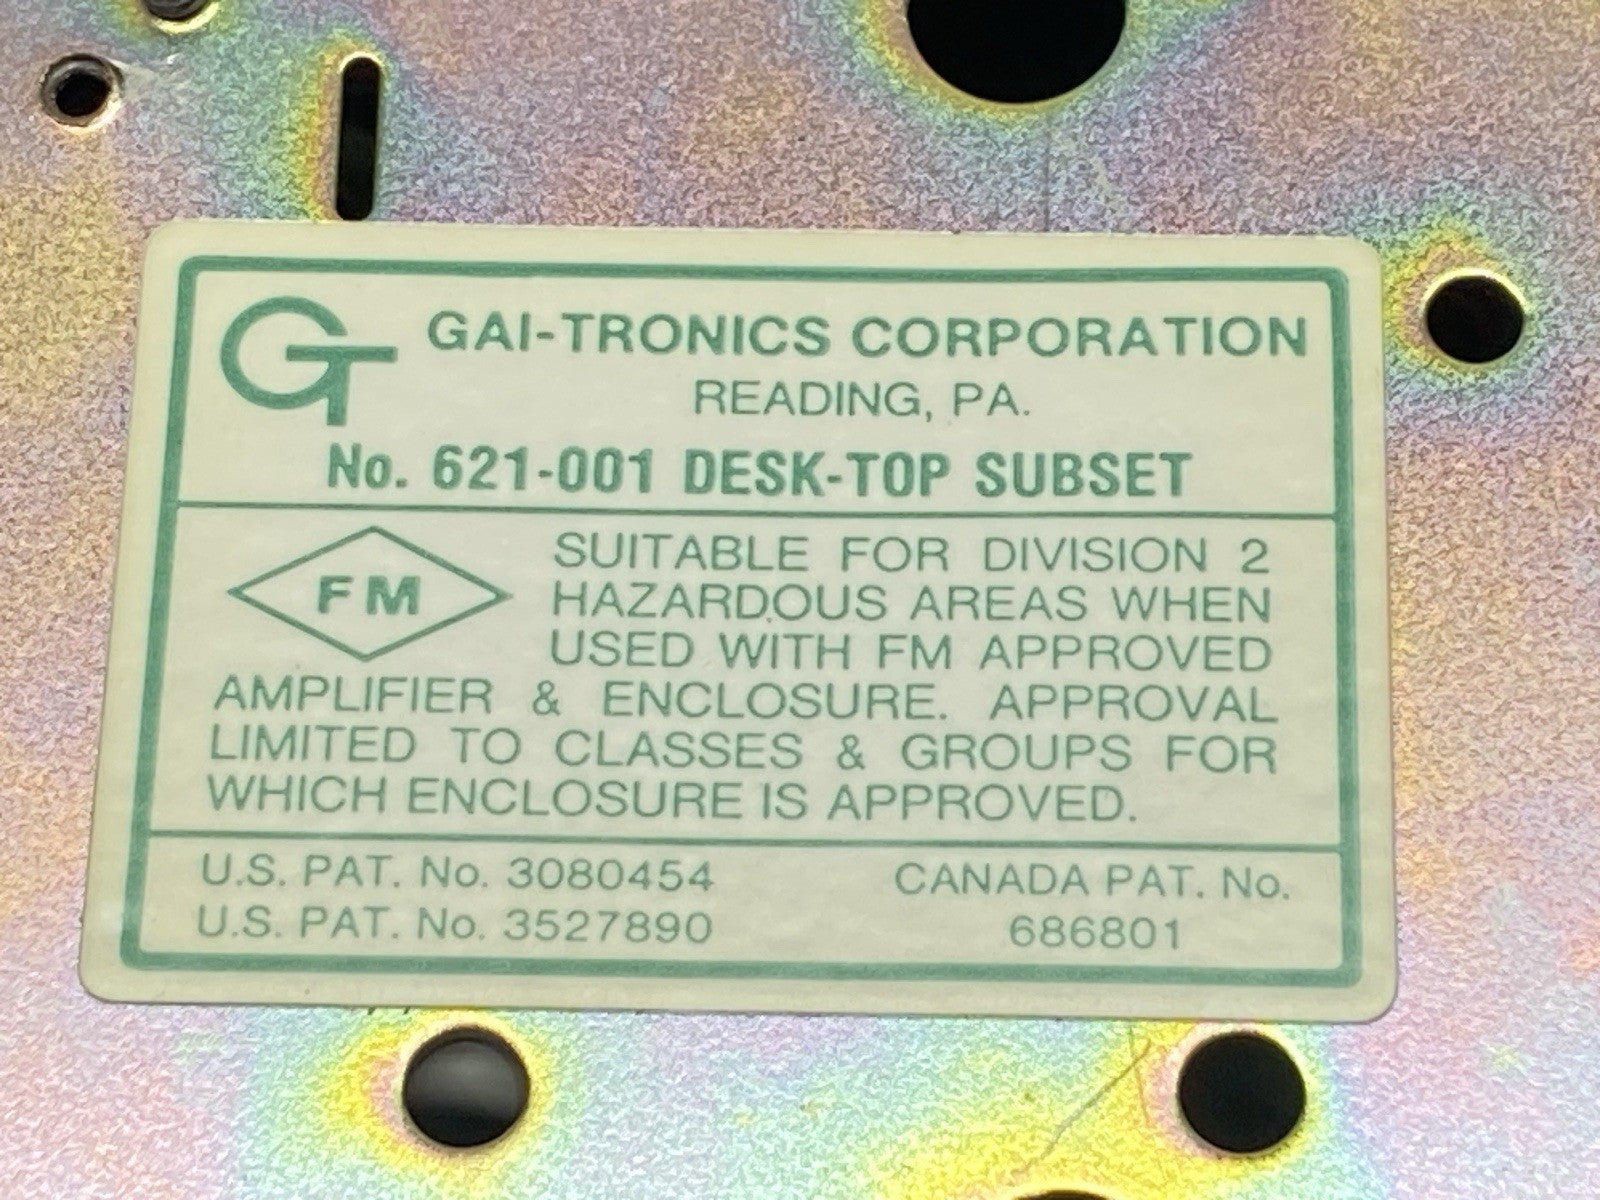 GT
GAI-TRONICS CORPORATION
READING, PA.
No. 621-001 DESK-TOP SUBSET
FM
SUITABLE FOR DIVISION 2
HAZARDOUS AREAS WHEN
USED WITH FM APPROVED
AMPLIFIER & ENCLOSURE. APPROVAL
LIMITED TO CLASSES & GROUPS FOR
WHICH ENCLOSURE IS APPROVED.
U.S. PAT. No. 3080454
U.S. PAT. No. 3527890
CANADA PAT. No.
686801